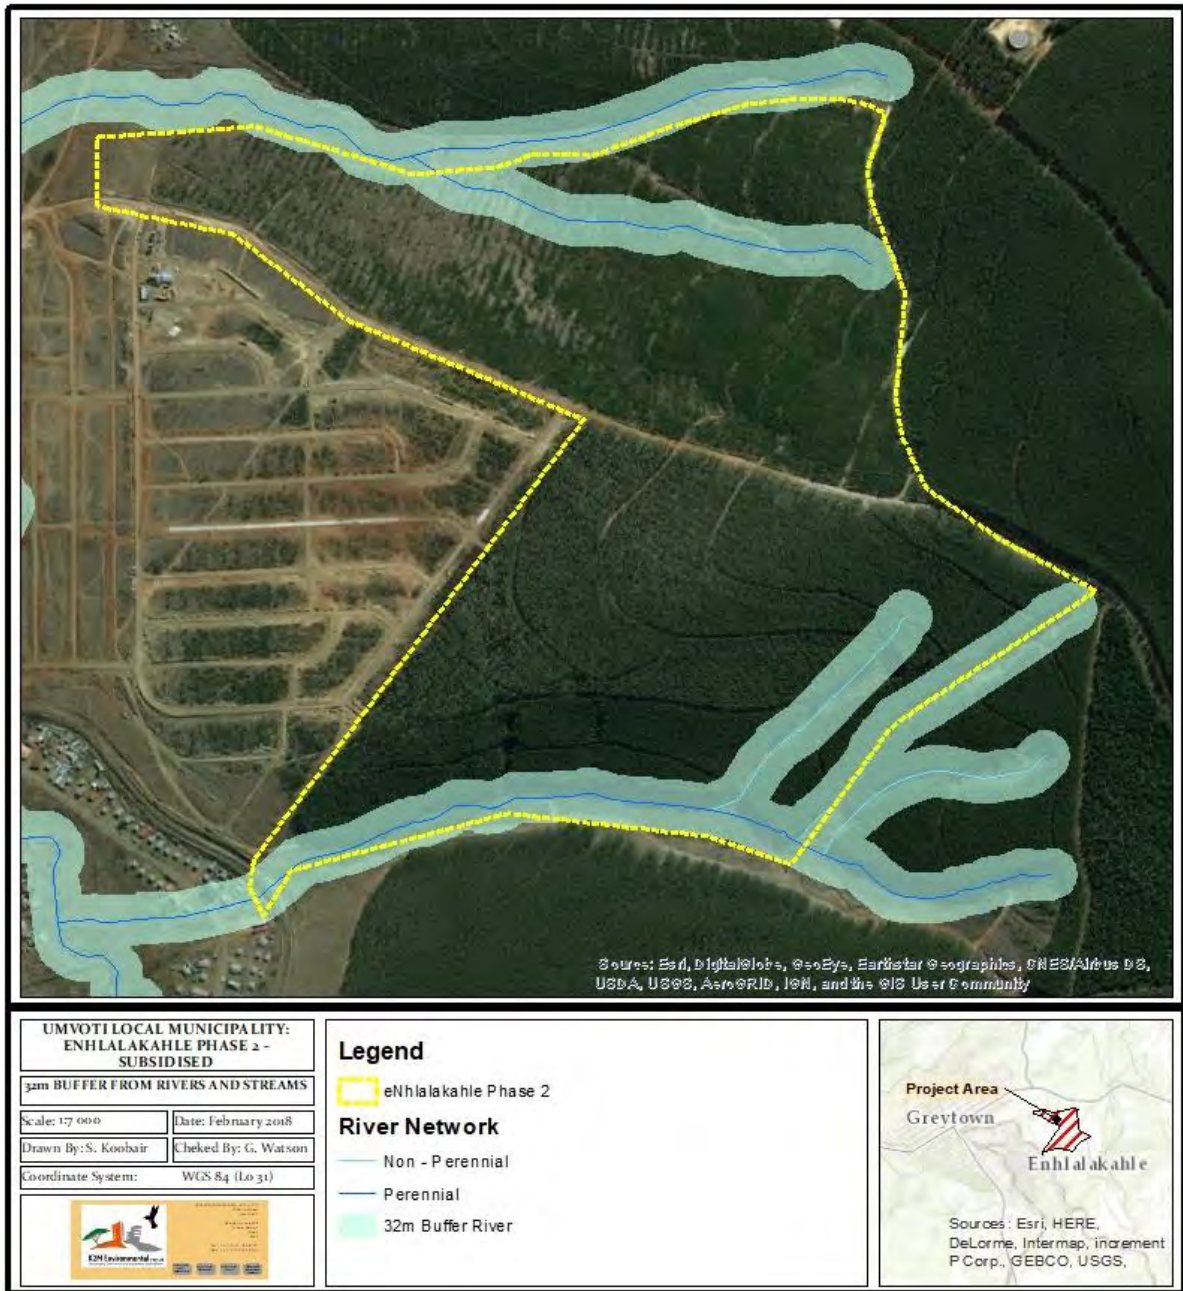 Source: Esri, DigitalGlobe, GeoEye, Earthstar Geographics, CNES/Airbus DS,
USDA, USGS, AeroGRID, IGN, and the GIS User Community
UMVOTI LOCAL MUNICIPALITY:
ENHLALAKAHLE PHASE 2 -
SUBSIDISED
32m BUFFER FROM RIVERS AND STREAMS
Scale: 1:7 000
Date: February 2018
Drawn By: S. Koobair
Cheked By: G. Watson
Coordinate System: WGS 84 (Lo 31)
K2M Environmental
Legend
eNhlalakahle Phase 2
River Network
Non - Perennial
Perennial
32m Buffer River
Project Area
Greytown
Enhlalakahle
Sources: Esri, HERE,
DeLorme, Intermap, increment
P Corp., GEBCO, USGS,